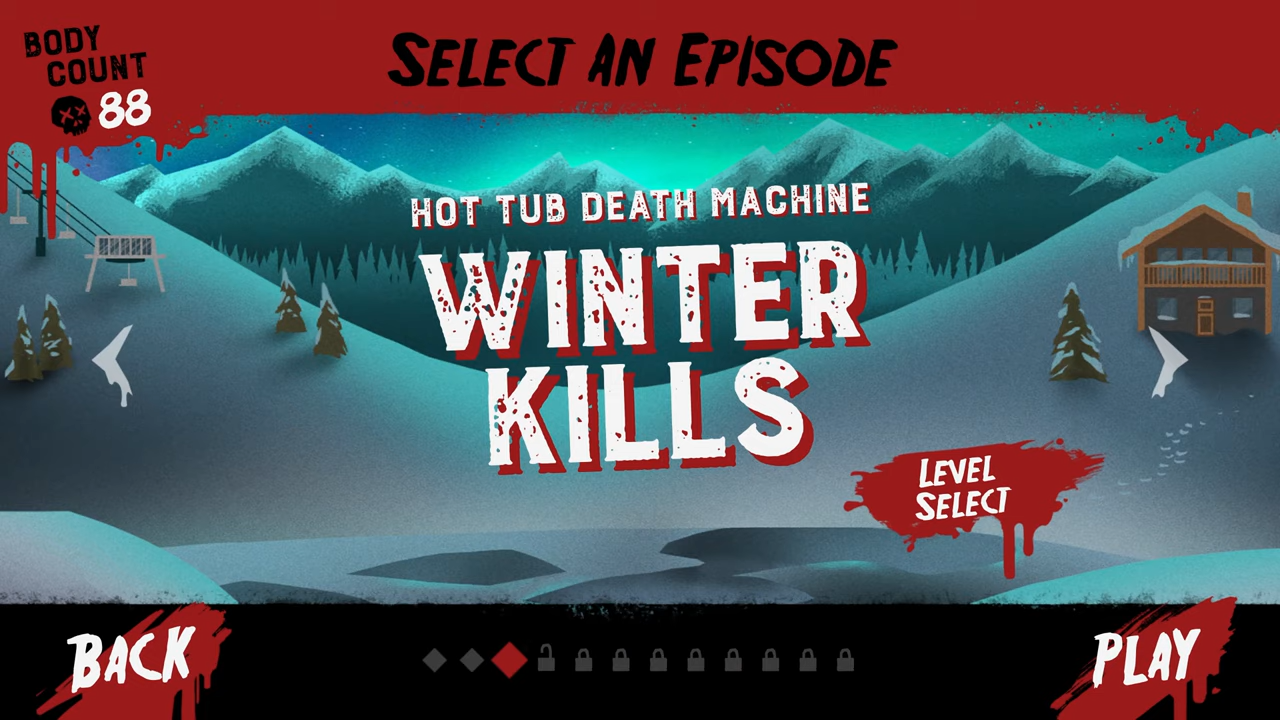 BODY
COUNT
88
SELECT AN EPISODE
HOT TUB DEATH MACHINE
WINTER
KILLS
LEVEL
SELECT
BACK
PLAY